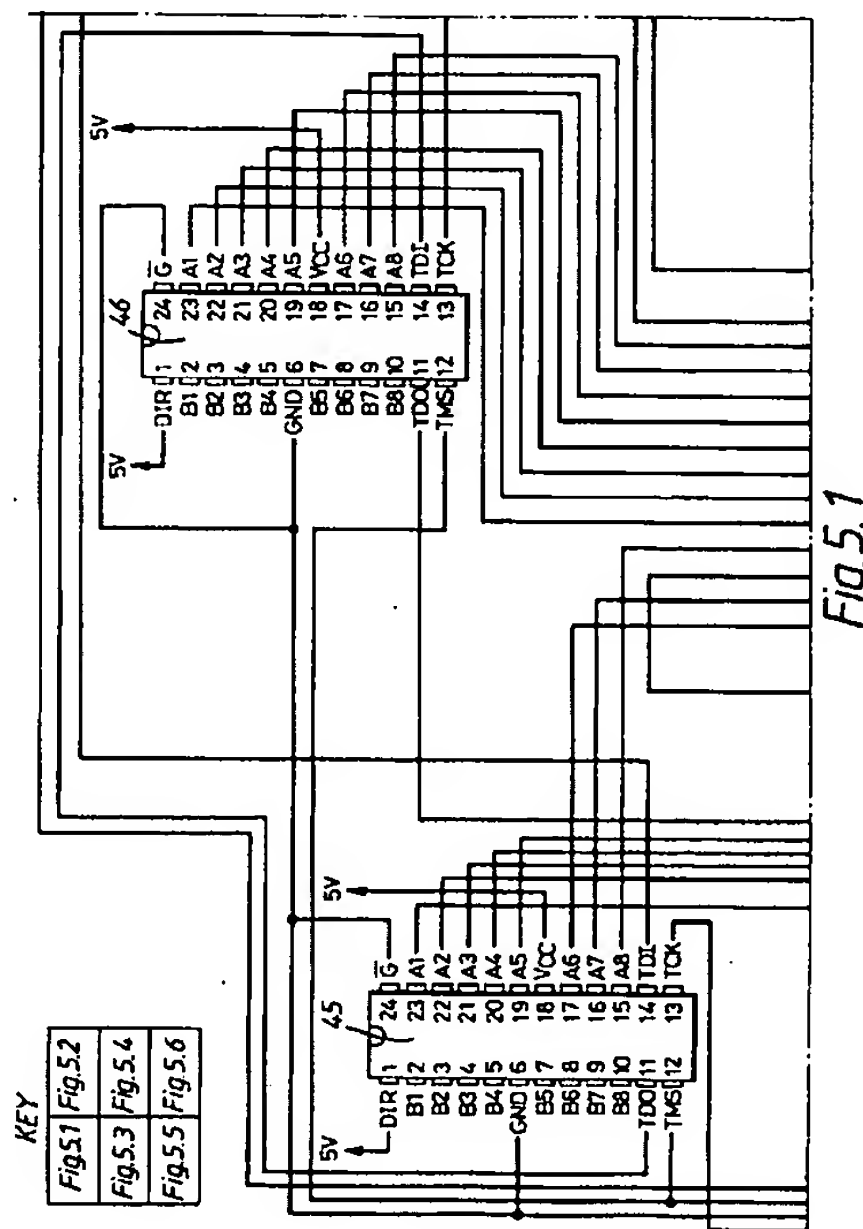 KEY
Fig.5.1 Fig.5.2
Fig.5.3 Fig.5.4
Fig.5.5 Fig.5.6
5V
45
5V
DIR 1 24 G̅
B1 2 23 A1
B2 3 22 A2
B3 4 21 A3
B4 5 20 A4
GND 6 19 A5
B5 7 18 VCC
B6 8 17 A6
B7 9 16 A7
B8 10 15 A8
TDO 11 14 TDI
TMS 12 13 TCK
5V
46
5V
DIR 1 24 G̅
B1 2 23 A1
B2 3 22 A2
B3 4 21 A3
B4 5 20 A4
GND 6 19 A5
B5 7 18 VCC
B6 8 17 A6
B7 9 16 A7
B8 10 15 A8
TDO 11 14 TDI
TMS 12 13 TCK
Fig.5.1